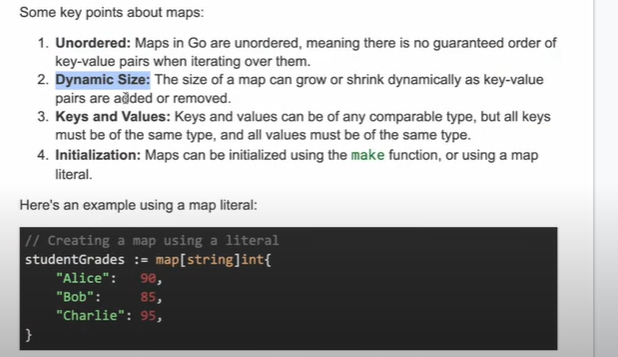 Some key points about maps:
1. Unordered: Maps in Go are unordered, meaning there is no guaranteed order of
key-value pairs when iterating over them.
2. Dynamic Size: The size of a map can grow or shrink dynamically as key-value
pairs are added or removed.
3. Keys and Values: Keys and values can be of any comparable type, but all keys
must be of the same type, and all values must be of the same type.
4. Initialization: Maps can be initialized using the make function, or using a map
literal.
Here's an example using a map literal:
// Creating a map using a literal
studentGrades := map[string]int{
    "Alice":   90,
    "Bob":     85,
    "Charlie": 95,
}